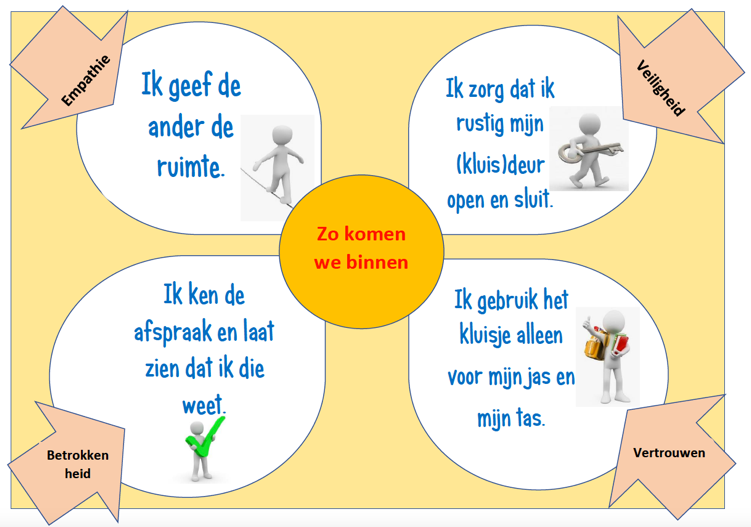 Empathie
Ik geef de
ander de
ruimte.
Veiligheid
Ik zorg dat ik
rustig mijn
(kluis)deur
open en sluit.
Zo komen
we binnen
Ik ken de
afspraak en laat
zien dat ik die
weet.
Betrokken
heid
Ik gebruik het
kluisje alleen
voor mijn jas en
mijn tas.
Vertrouwen